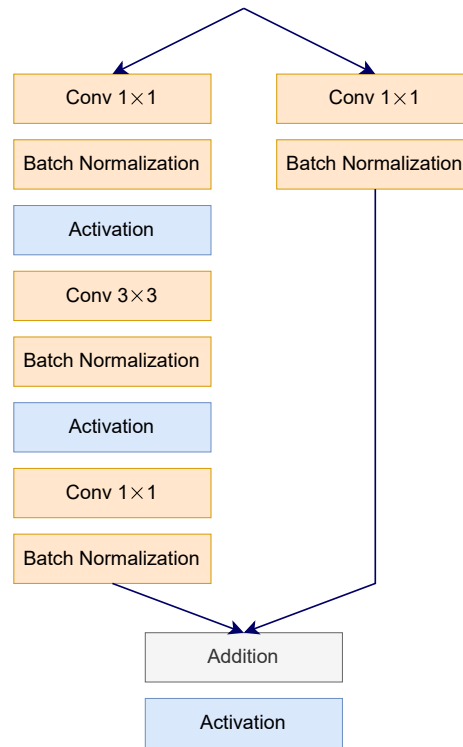 Conv 1×1
Batch Normalization
Activation
Conv 3×3
Batch Normalization
Activation
Conv 1×1
Batch Normalization
Conv 1×1
Batch Normalization
Addition
Activation